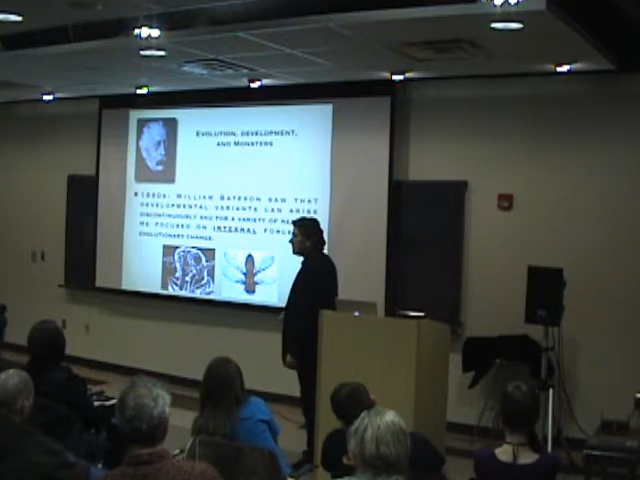 Evolution, development,
and Monsters
1890s: William Bateson saw that
developmental variants can arise
discontinuously and for a variety of
He focused on internal
evolutionary change.